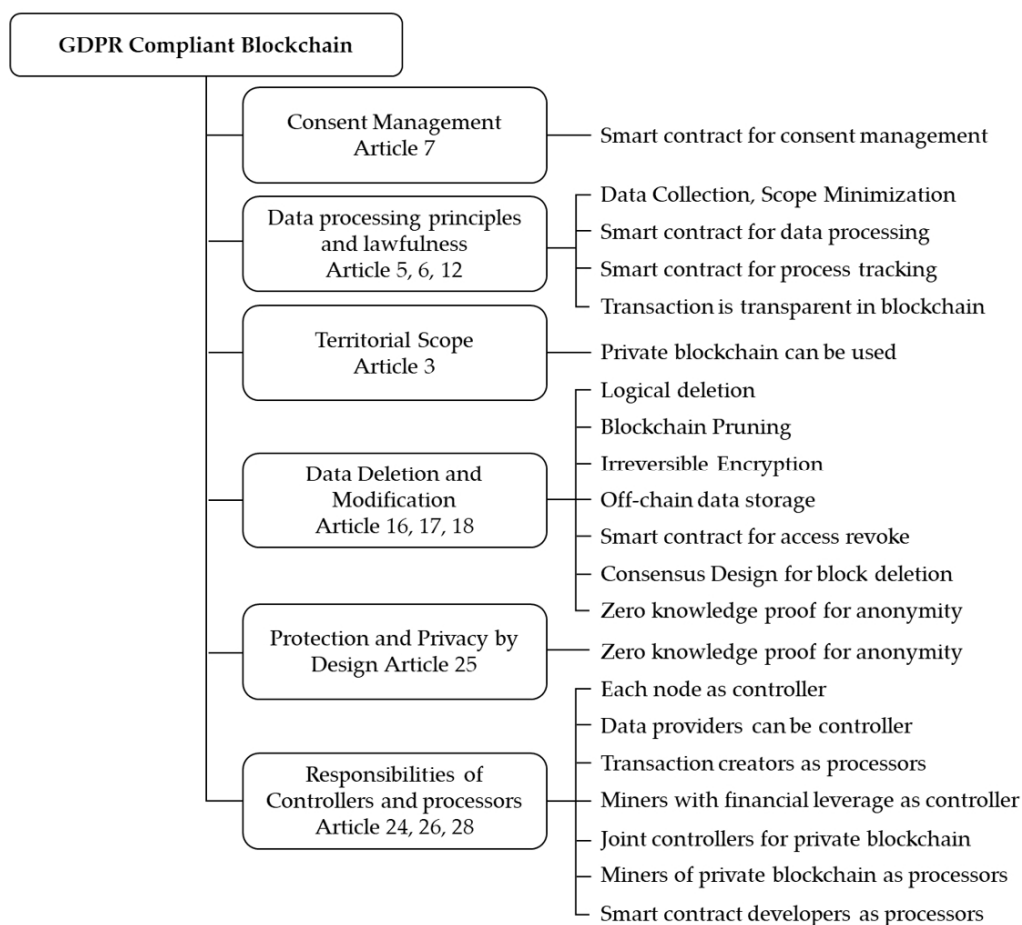 GDPR Compliant Blockchain
Consent Management
Article 7
Smart contract for consent management
Data processing principles
and lawfulness
Article 5, 6, 12
Data Collection, Scope Minimization
Smart contract for data processing
Smart contract for process tracking
Transaction is transparent in blockchain
Territorial Scope
Article 3
Private blockchain can be used
Data Deletion and
Modification
Article 16, 17, 18
Logical deletion
Blockchain Pruning
Irreversible Encryption
Off-chain data storage
Smart contract for access revoke
Consensus Design for block deletion
Zero knowledge proof for anonymity
Protection and Privacy by
Design Article 25
Zero knowledge proof for anonymity
Responsibilities of
Controllers and processors
Article 24, 26, 28
Each node as controller
Data providers can be controller
Transaction creators as processors
Miners with financial leverage as controller
Joint controllers for private blockchain
Miners of private blockchain as processors
Smart contract developers as processors